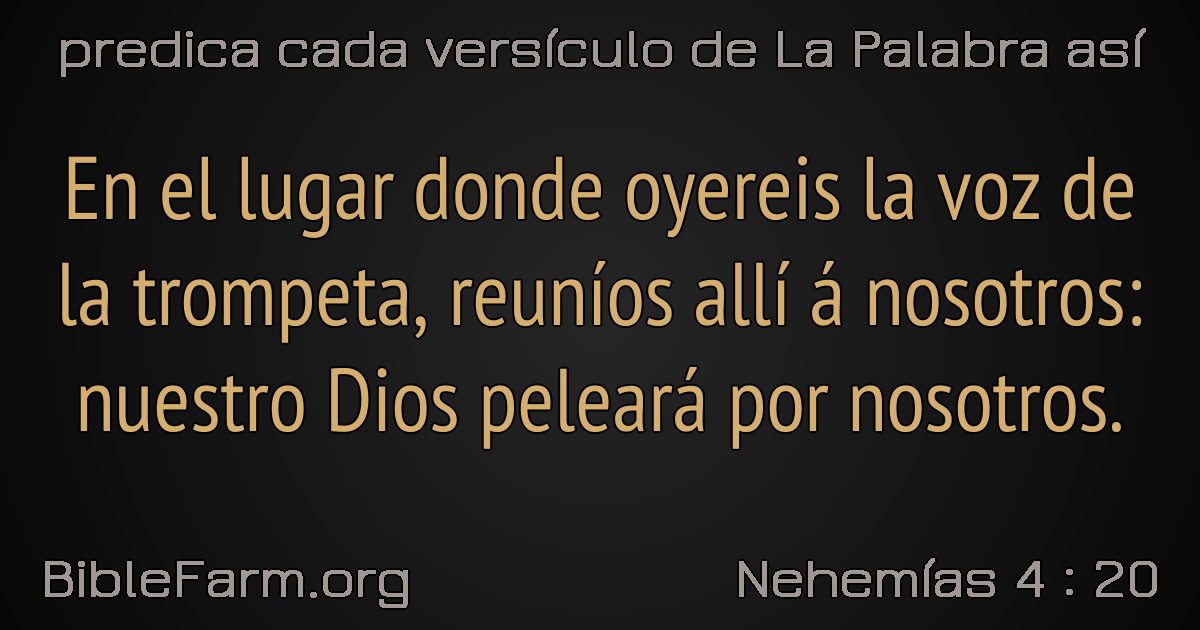 predica cada versículo de La Palabra así
En el lugar donde oyereis la voz de
la trompeta, reuníos allí á nosotros:
nuestro Dios peleará por nosotros.
BibleFarm.org
Nehemías 4 : 20